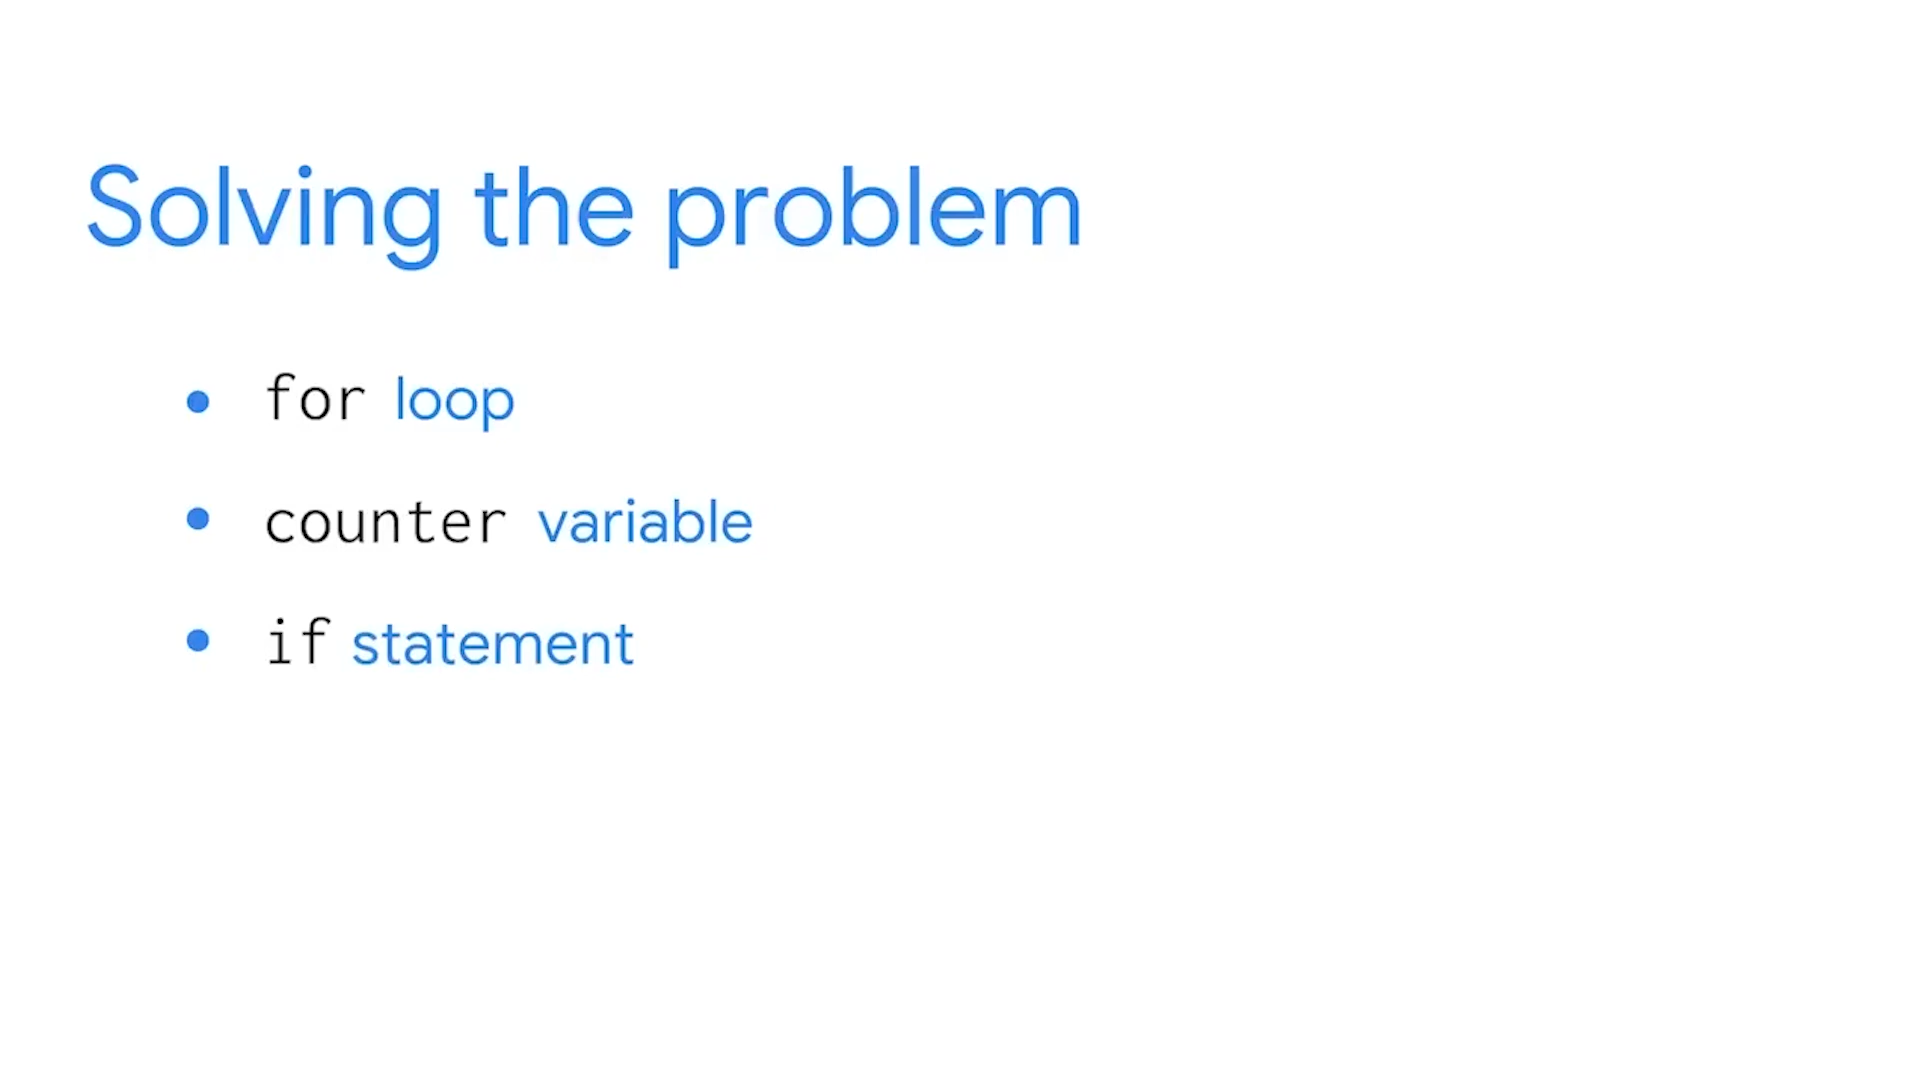 Solving the problem
• for loop
• counter variable
• if statement